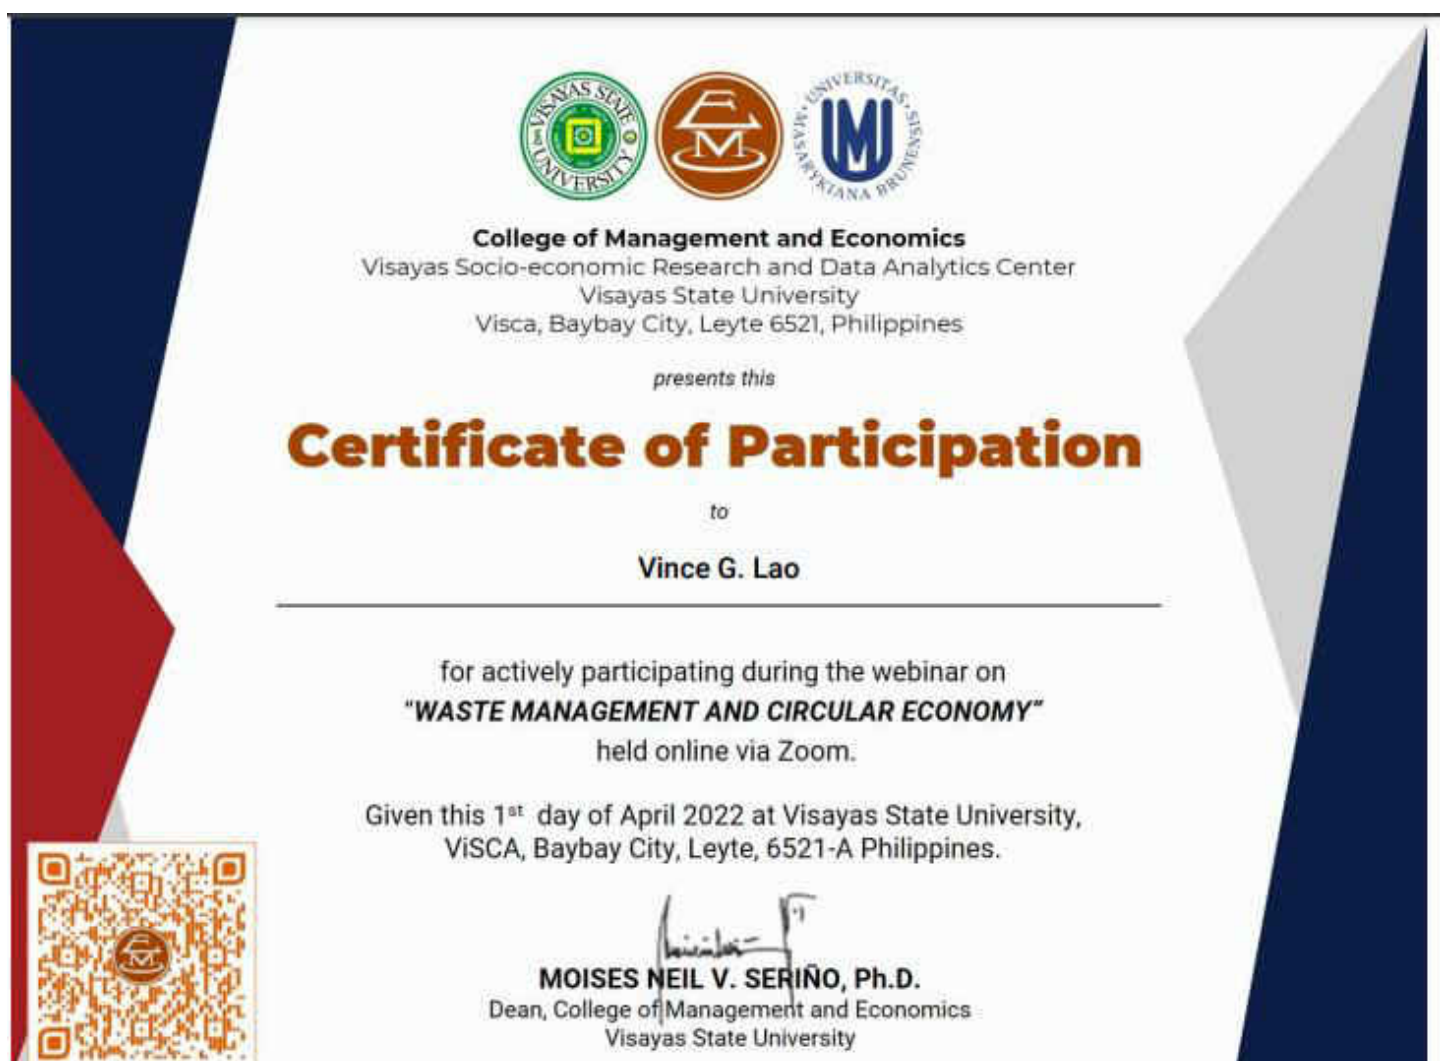 VISAYAS STATE UNIVERSITY
UNIVERSITAS MASARYKIANA BRUNENSIS
MU
College of Management and Economics
Visayas Socio-economic Research and Data Analytics Center
Visayas State University
Visca, Baybay City, Leyte 6521, Philippines
presents this
Certificate of Participation
to
Vince G. Lao
for actively participating during the webinar on
"WASTE MANAGEMENT AND CIRCULAR ECONOMY"
held online via Zoom.
Given this 1st day of April 2022 at Visayas State University,
ViSCA, Baybay City, Leyte, 6521-A Philippines.
MOISES NEIL V. SERIÑO, Ph.D.
Dean, College of Management and Economics
Visayas State University